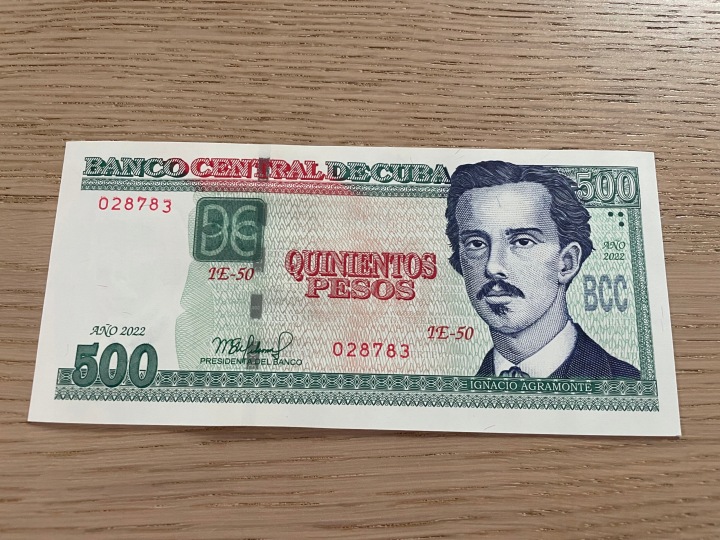 BANCO CENTRAL DE CUBA
500
028783
1E-50
QUINIENTOS
PESOS
AÑO
2022
BCC
AÑO 2022
500
PRESIDENTA DEL BANCO
028783
1E-50
IGNACIO AGRAMONTE